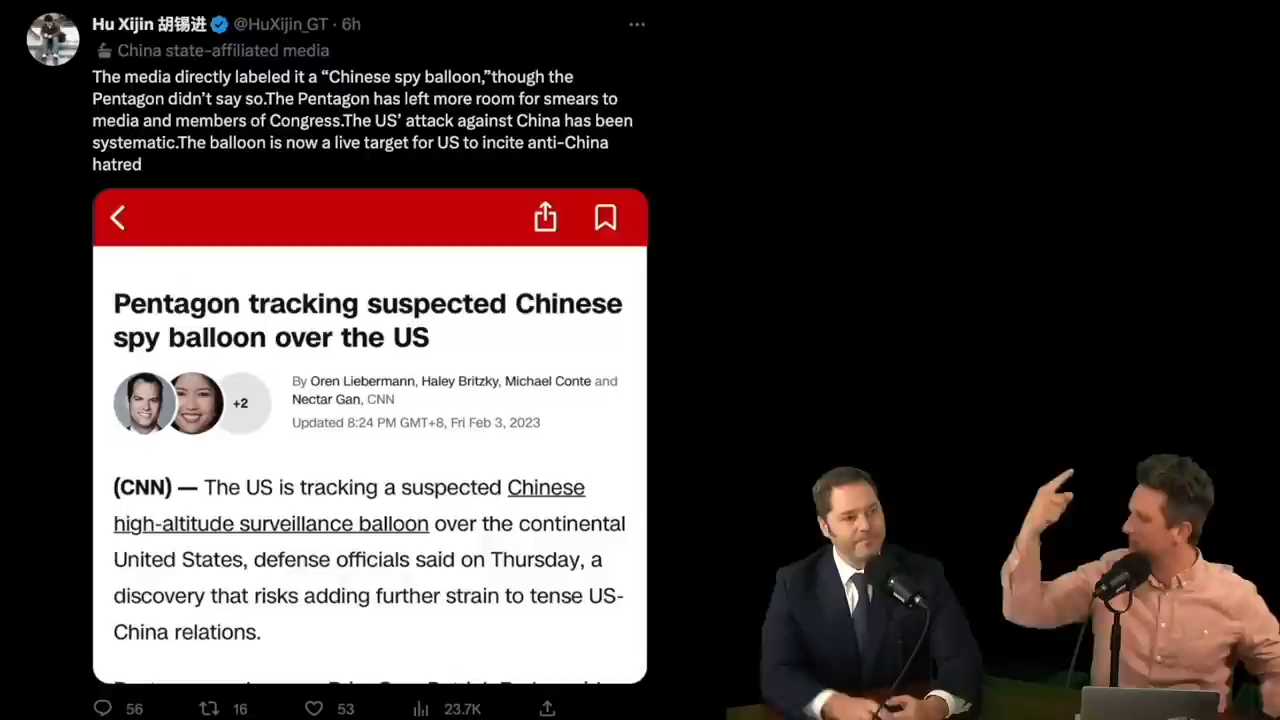 Hu Xijin 胡锡进 @HuXijin_GT · 6h
China state-affiliated media
The media directly labeled it a “Chinese spy balloon,”though the
Pentagon didn’t say so.The Pentagon has left more room for smears to
media and members of Congress.The US’ attack against China has been
systematic.The balloon is now a live target for US to incite anti-China
hatred
Pentagon tracking suspected Chinese
spy balloon over the US
+2
By Oren Liebermann, Haley Britzky, Michael Conte and
Nectar Gan, CNN
Updated 8:24 PM GMT+8, Fri Feb 3, 2023
(CNN) — The US is tracking a suspected Chinese
high-altitude surveillance balloon over the continental
United States, defense officials said on Thursday, a
discovery that risks adding further strain to tense US-
China relations.
56 16 53 23.7K